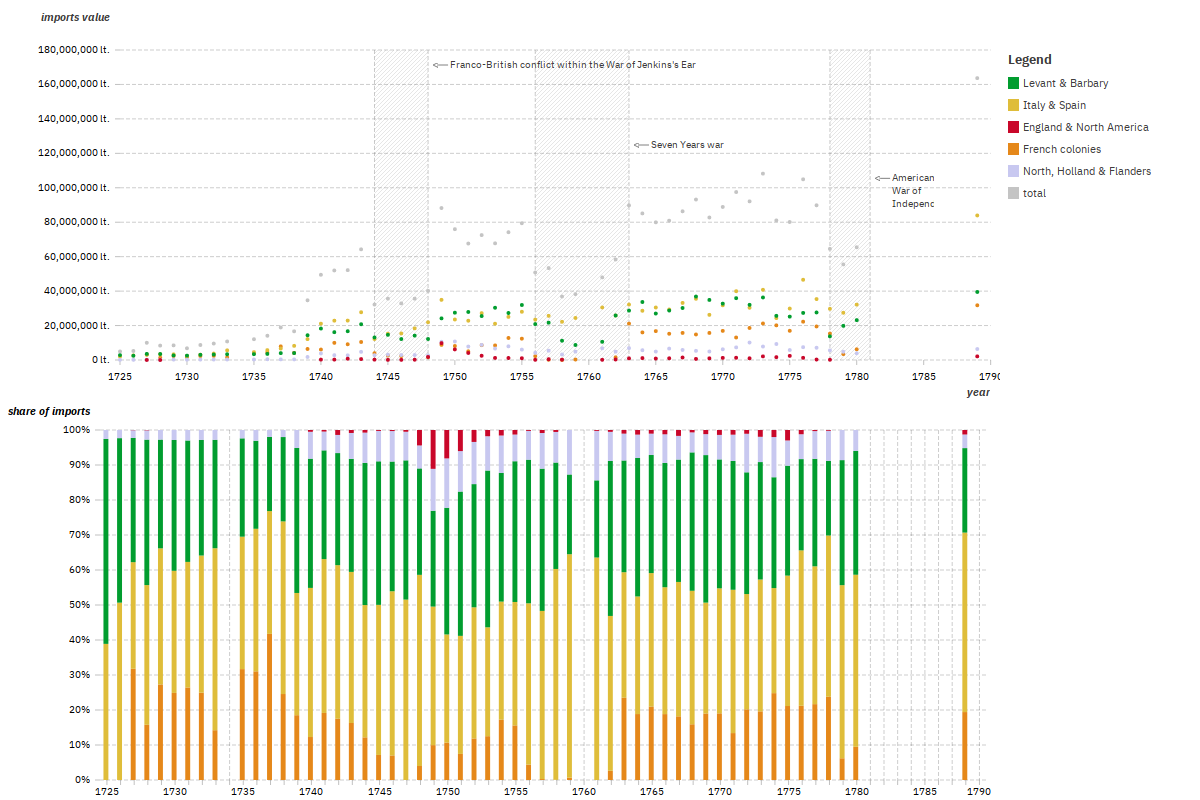 imports value
180,000,000 lt.
160,000,000 lt.
140,000,000 lt.
120,000,000 lt.
100,000,000 lt.
80,000,000 lt.
60,000,000 lt.
40,000,000 lt.
20,000,000 lt.
0 lt.
Franco-British conflict within the War of Jenkins's Ear
Seven Years war
American
War of
Independ
1725 1730 1735 1740 1745 1750 1755 1760 1765 1770 1775 1780 1785 1790
year
Legend
Levant & Barbary
Italy & Spain
England & North America
French colonies
North, Holland & Flanders
total
share of imports
100%
90%
80%
70%
60%
50%
40%
30%
20%
10%
0%
1725 1730 1735 1740 1745 1750 1755 1760 1765 1770 1775 1780 1785 1790